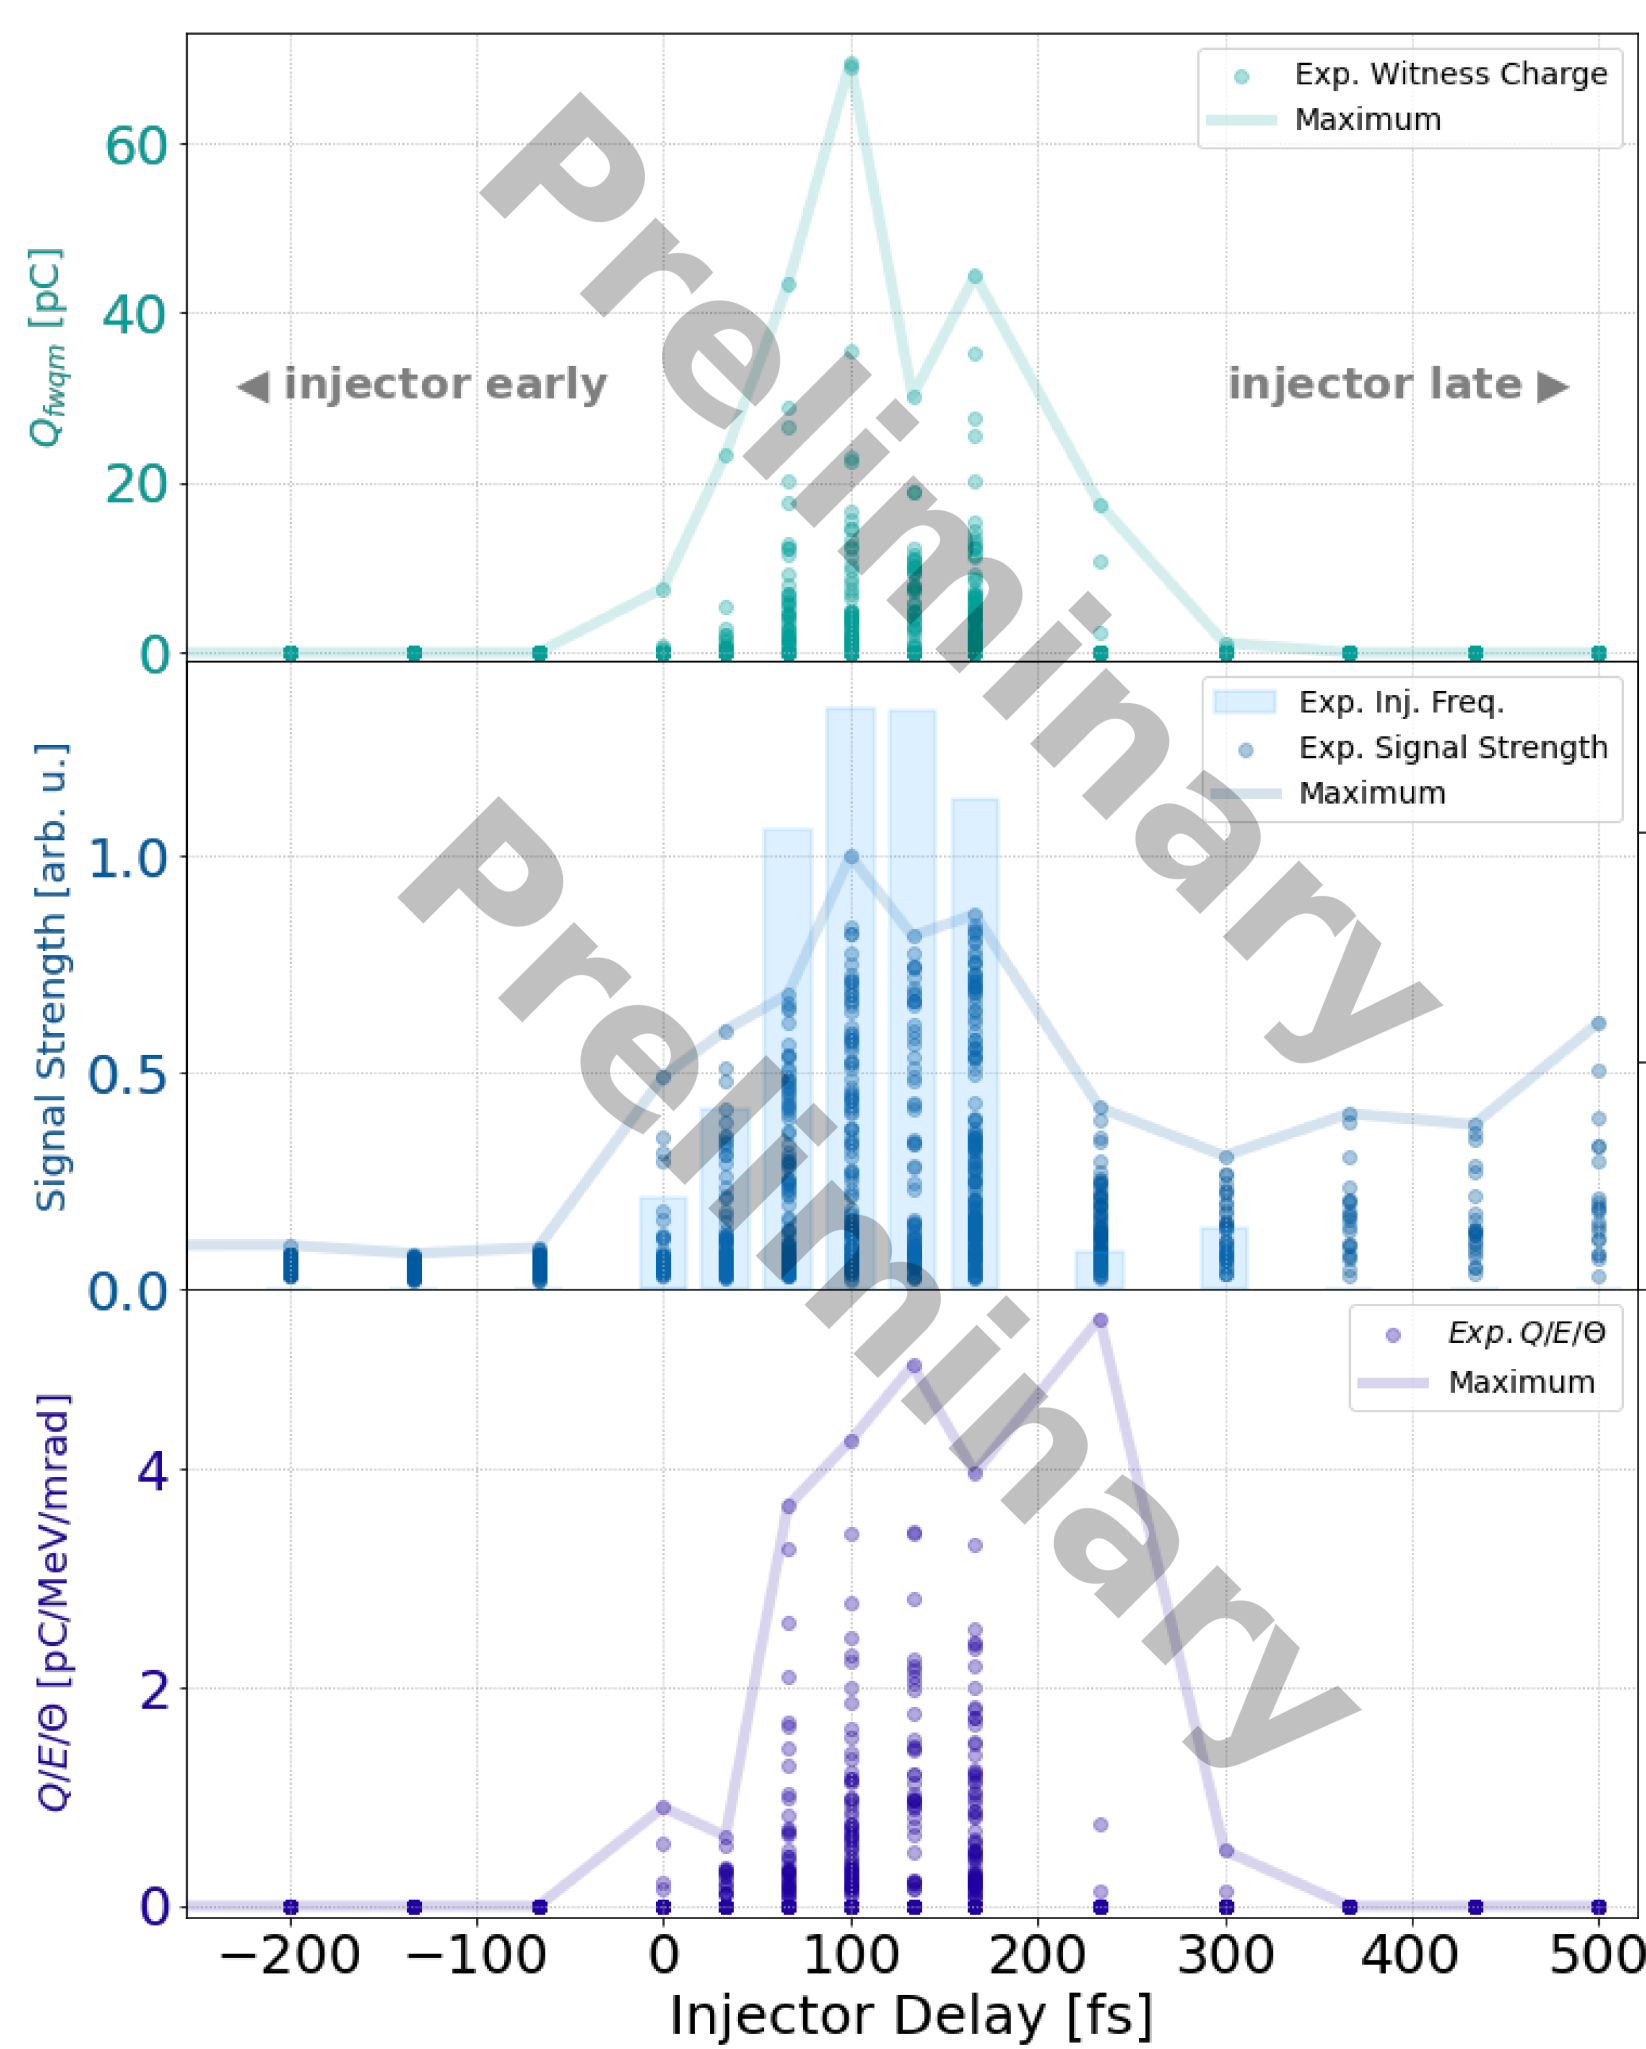 Exp. Witness Charge
Maximum
60
40
20
0
Q_fwqm [pC]
◀ injector early
injector late ▶
Preliminary
Exp. Inj. Freq.
Exp. Signal Strength
Maximum
1.0
0.5
0.0
Signal Strength [arb. u.]
Preliminary
Exp. Q/E/Θ
Maximum
4
2
0
Q/E/Θ [pC/MeV/mrad]
−200 −100 0 100 200 300 400 500
Injector Delay [fs]